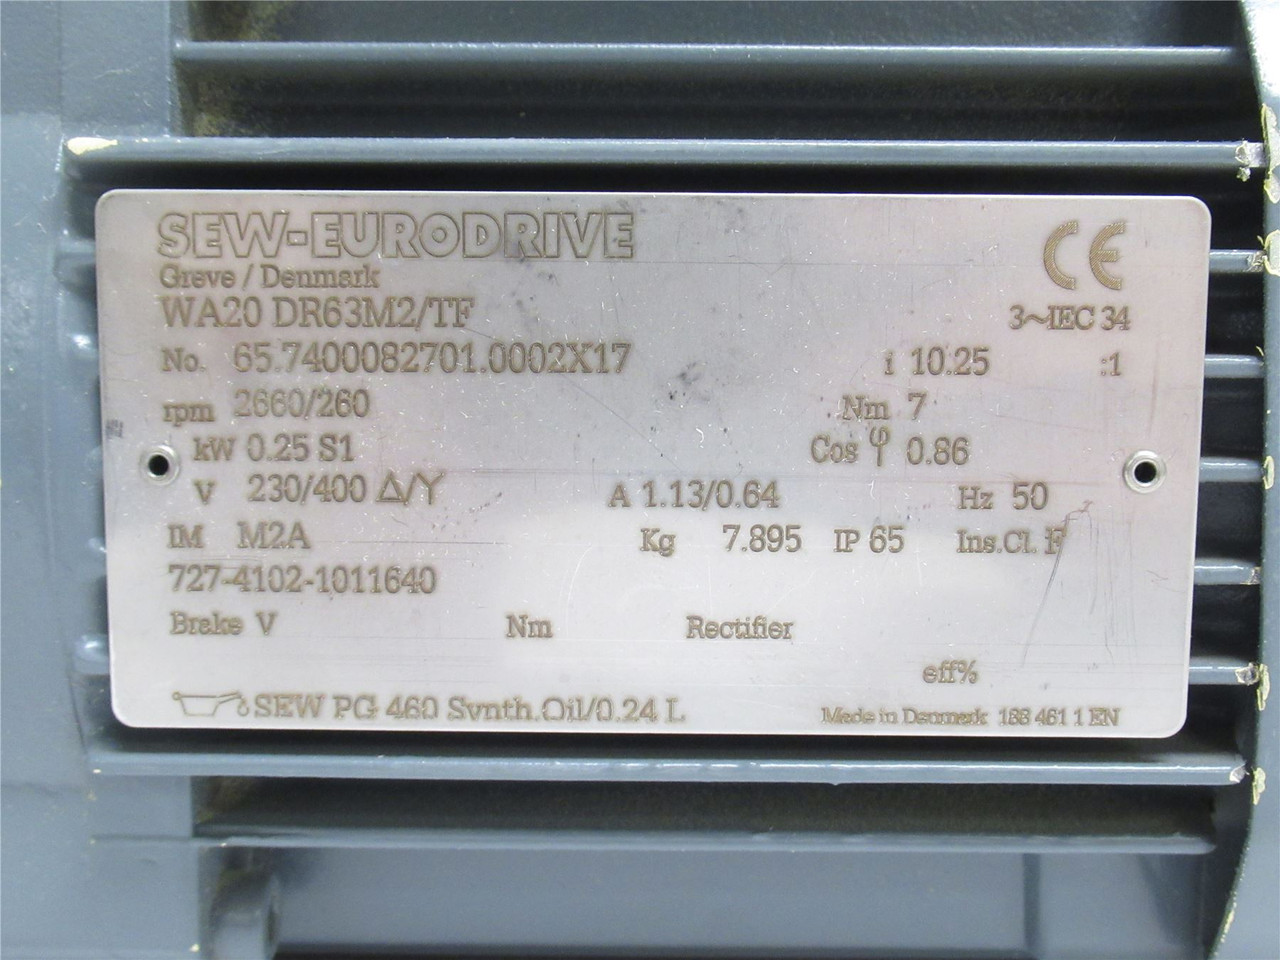 SEW-EURODRIVE CE
Greve / Denmark
WA20 DR63M2/TF 3~IEC 34
No. 65.7400082701.0002X17 i 10.25 :1
rpm 2660/260 Nm 7
kW 0.25 S1 Cos φ 0.86
V 230/400 Δ/Y A 1.13/0.64 Hz 50
IM M2A Kg 7.895 IP 65 Ins.Cl. F
727-4102-1011640
Brake V Nm Rectifier
eff%
SEW PG 460 Synth.Oil/0.24 L Made in Denmark 188 461 1 EN